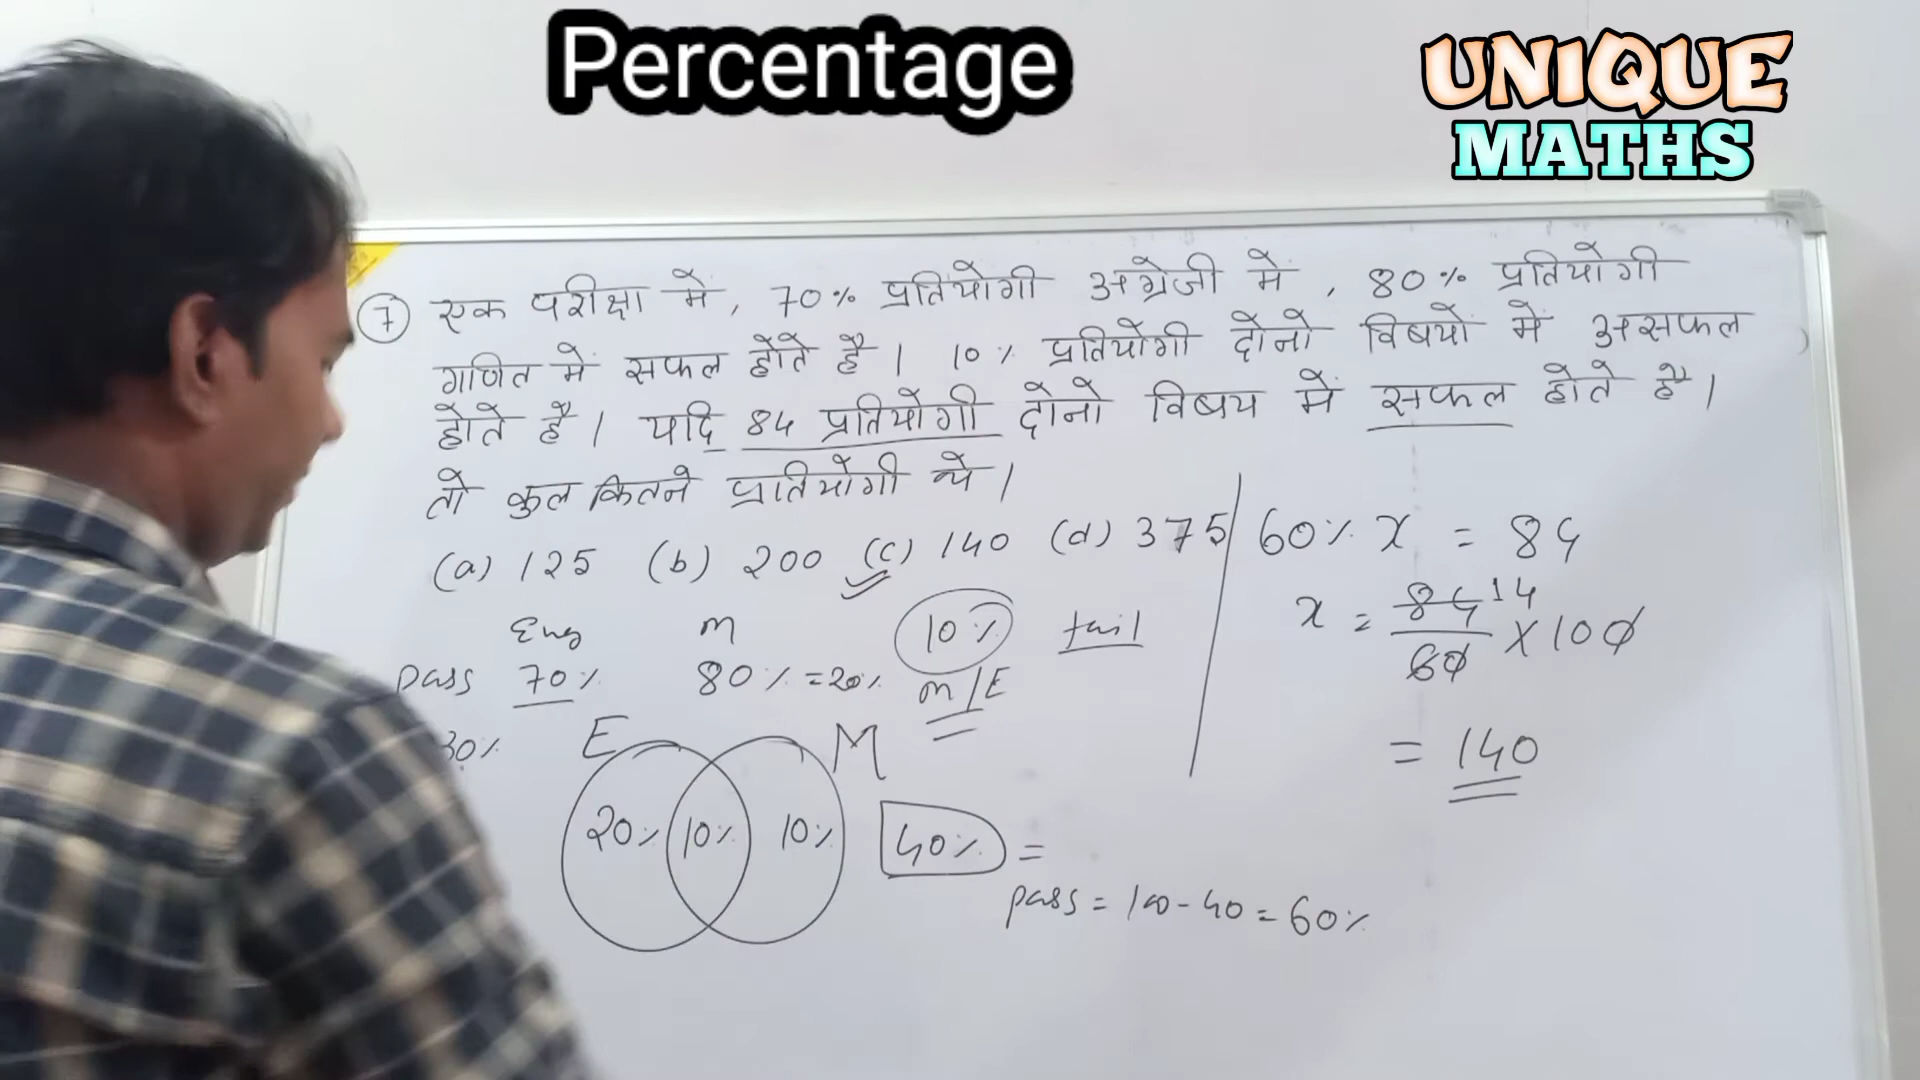 Percentage
UNIQUE
MATHS
⑦ एक परीक्षा में, 70% प्रतियोगी अंग्रेजी में, 80% प्रतियोगी
गणित में सफल होते है। 10% प्रतियोगी दोनो विषयों में असफल
होते है। यदि 84 प्रतियोगी दोनो विषय में सफल होते है।
तो कुल कितने प्रतियोगी थे।
(a) 125 (b) 200 (c) 140 (d) 375
Eng M 10% fail
pass 70% 80% = 20% M/E
30%
E M
20% 10% 10% 40% =
pass = 100 - 40 = 60%
60% x = 84
x = 84/60 × 100
14
= 140